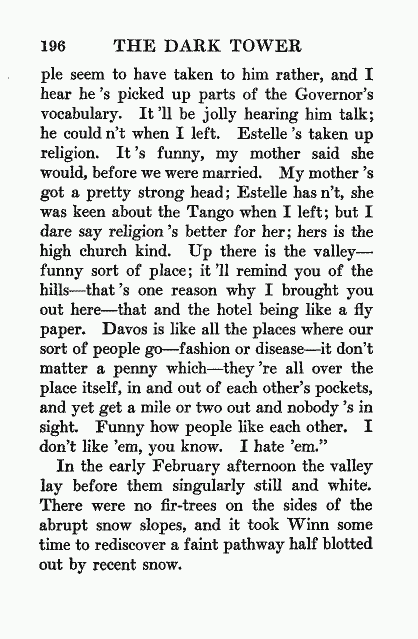 196 THE DARK TOWER
ple seem to have taken to him rather, and I
hear he 's picked up parts of the Governor's
vocabulary. It 'll be jolly hearing him talk;
he could n't when I left. Estelle 's taken up
religion. It 's funny, my mother said she
would, before we were married. My mother 's
got a pretty strong head; Estelle has n't, she
was keen about the Tango when I left; but I
dare say religion 's better for her; hers is the
high church kind. Up there is the valley—
funny sort of place; it 'll remind you of the
hills—that 's one reason why I brought you
out here—that and the hotel being like a fly
paper. Davos is like all the places where our
sort of people go—fashion or disease—it don't
matter a penny which—they 're all over the
place itself, in and out of each other's pockets,
and yet get a mile or two out and nobody 's in
sight. Funny how people like each other. I
don't like 'em, you know. I hate 'em."
In the early February afternoon the valley
lay before them singularly still and white.
There were no fir-trees on the sides of the
abrupt snow slopes, and it took Winn some
time to rediscover a faint pathway half blotted
out by recent snow.